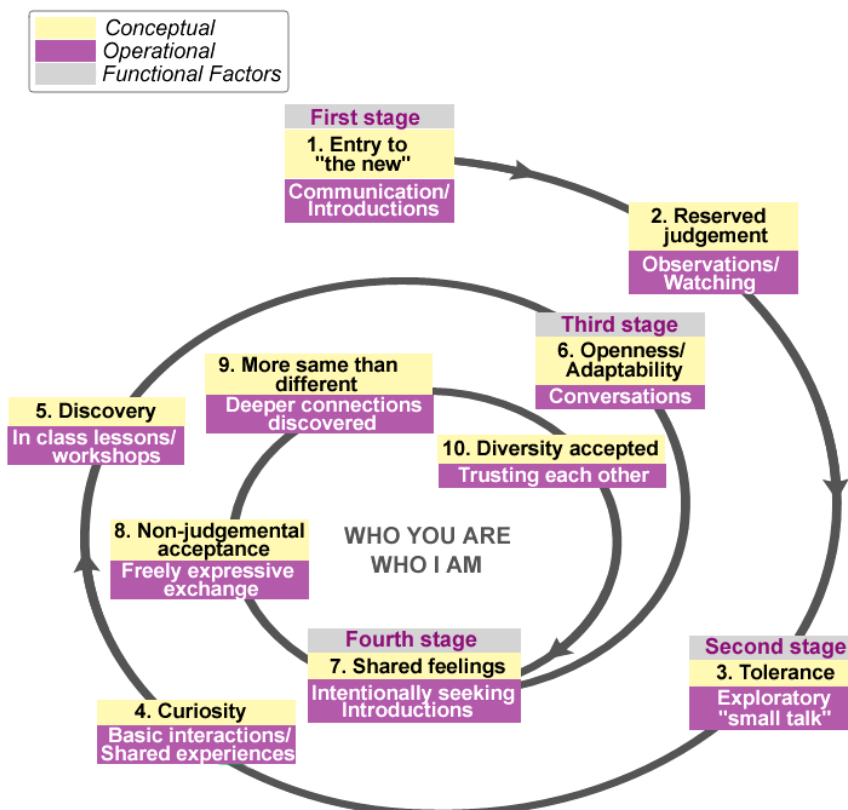 Conceptual
Operational
Functional Factors
First stage
1. Entry to
"the new"
Communication/
Introductions
2. Reserved
judgement
Observations/
Watching
Third stage
6. Openness/
Adaptability
Conversations
9. More same than
different
Deeper connections
discovered
5. Discovery
In class lessons/
workshops
10. Diversity accepted
Trusting each other
8. Non-judgemental
acceptance
Freely expressive
exchange
WHO YOU ARE
WHO I AM
Fourth stage
7. Shared feelings
Intentionally seeking
Introductions
Second stage
3. Tolerance
Exploratory
"small talk"
4. Curiosity
Basic interactions/
Shared experiences